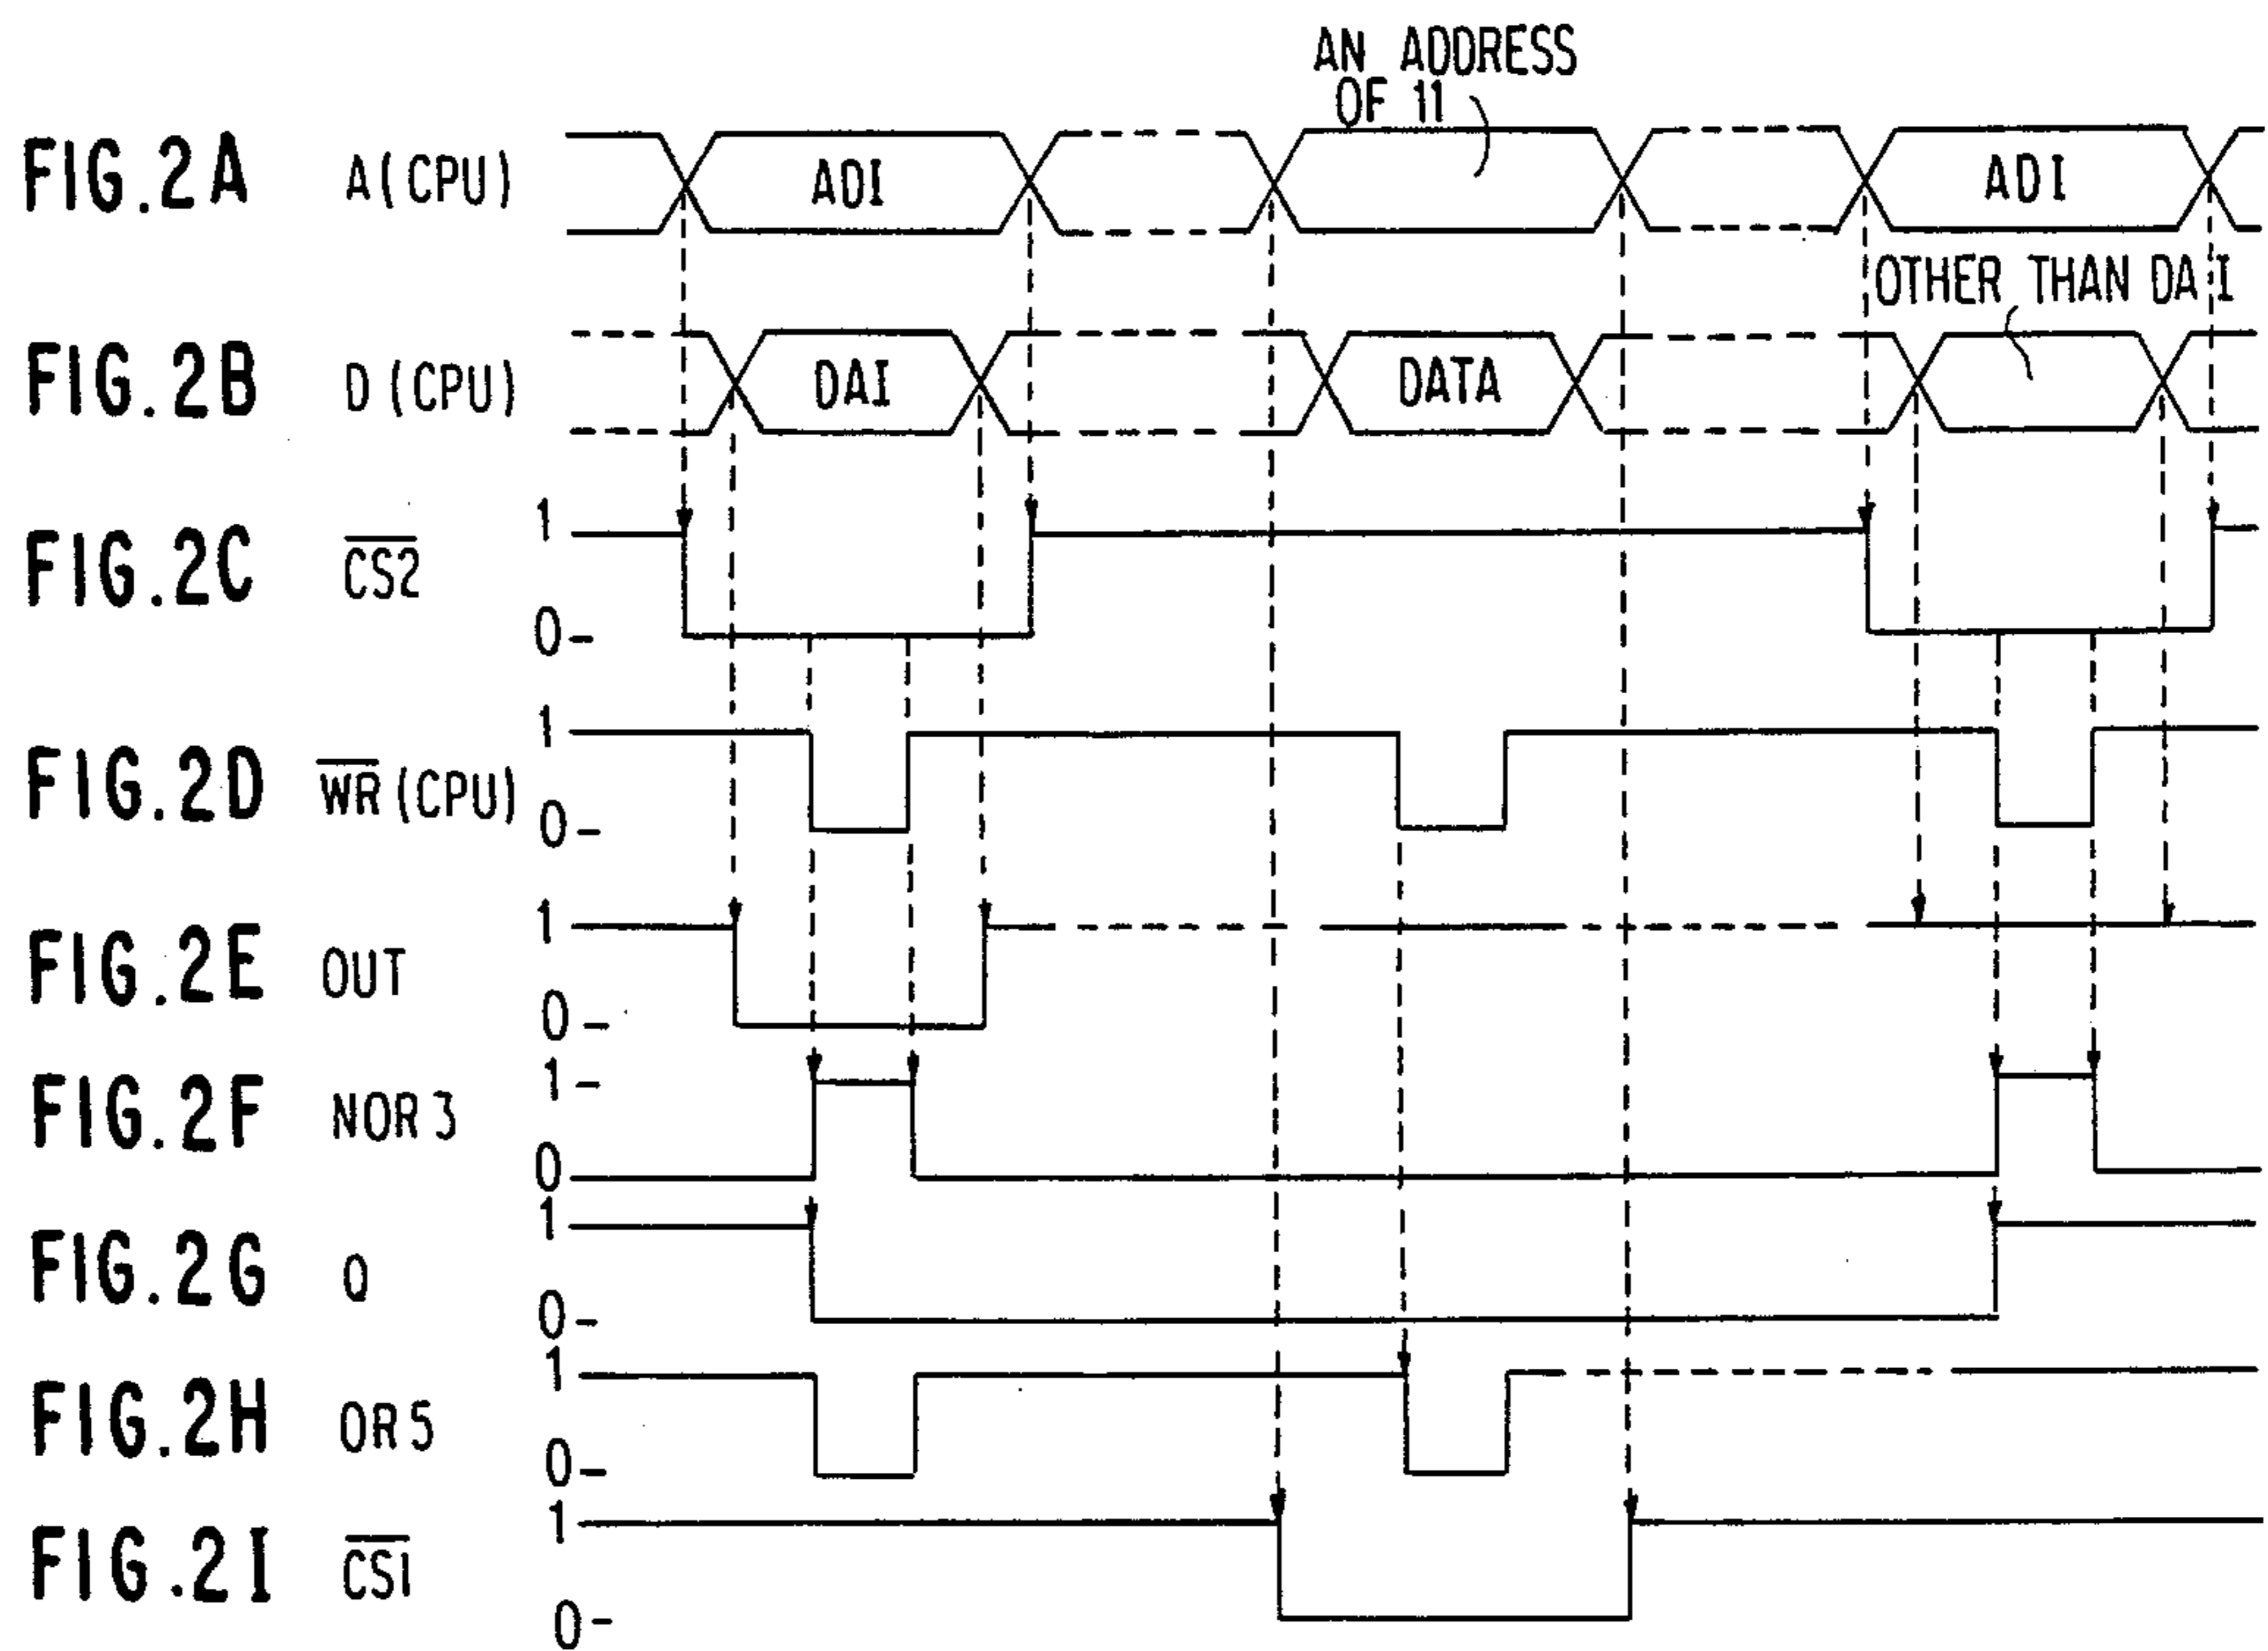 AN ADDRESS
OF 11
FIG.2A A(CPU) ADI ADI
OTHER THAN DAI
FIG.2B D(CPU) DAI DATA
FIG.2C CS2 1 0
FIG.2D WR(CPU) 1 0
FIG.2E OUT 1 0
FIG.2F NOR3 1 0
FIG.2G O 1 0
FIG.2H OR5 1 0
FIG.2I CS1 1 0